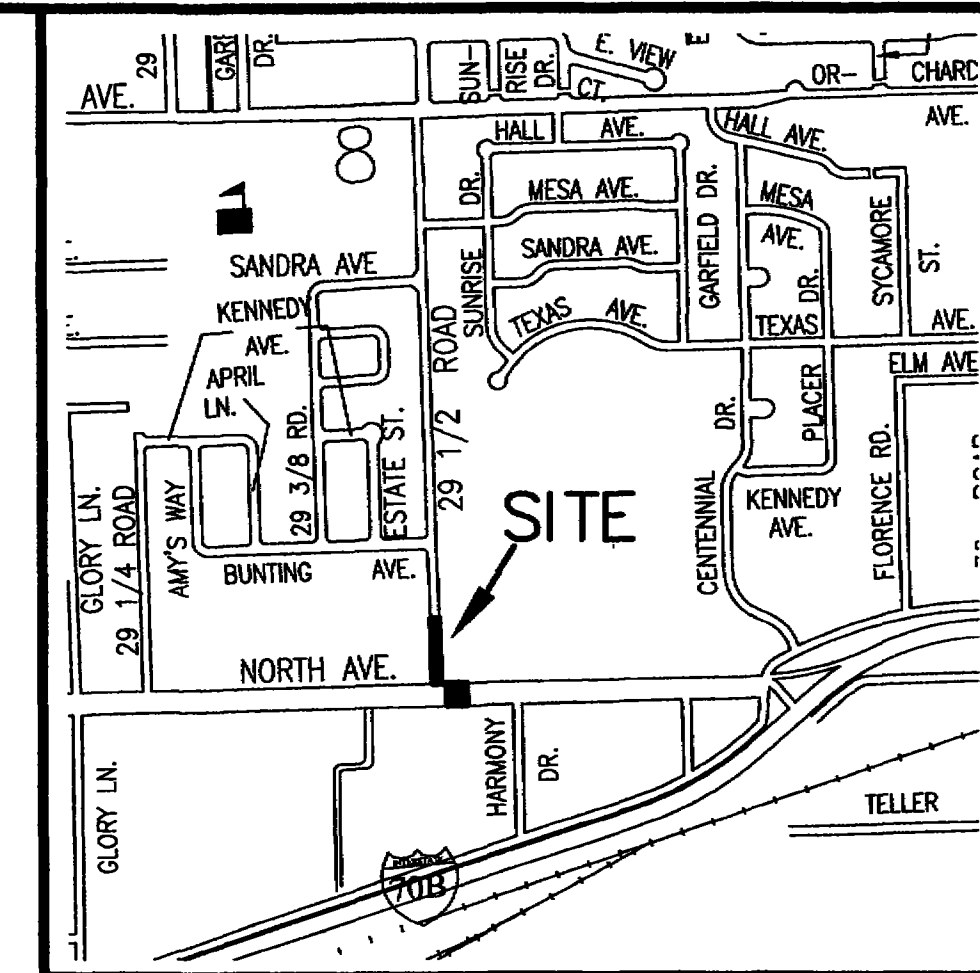 29
GARF
DR.
SUN-
RISE
DR.
E. VIEW
CT.
OR-
CHARD
AVE.
AVE.
HALL
AVE.
HALL AVE.
DR.
MESA AVE.
GARFIELD DR.
MESA
AVE.
SYCAMORE
ST.
SANDRA AVE
SANDRA AVE.
SUNRISE
ROAD
KENNEDY
AVE.
TEXAS
AVE.
TEXAS
DR.
AVE.
ELM AVE
APRIL
LN.
PLACER
DR.
29 3/8 RD.
ESTATE ST.
29 1/2
GLORY LN.
29 1/4 ROAD
AMY'S WAY
SITE
CENTENNIAL
KENNEDY
AVE.
FLORENCE RD.
ROAD
BUNTING
AVE.
NORTH AVE.
HARMONY
DR.
GLORY LN.
TELLER
INTERSTATE
70B